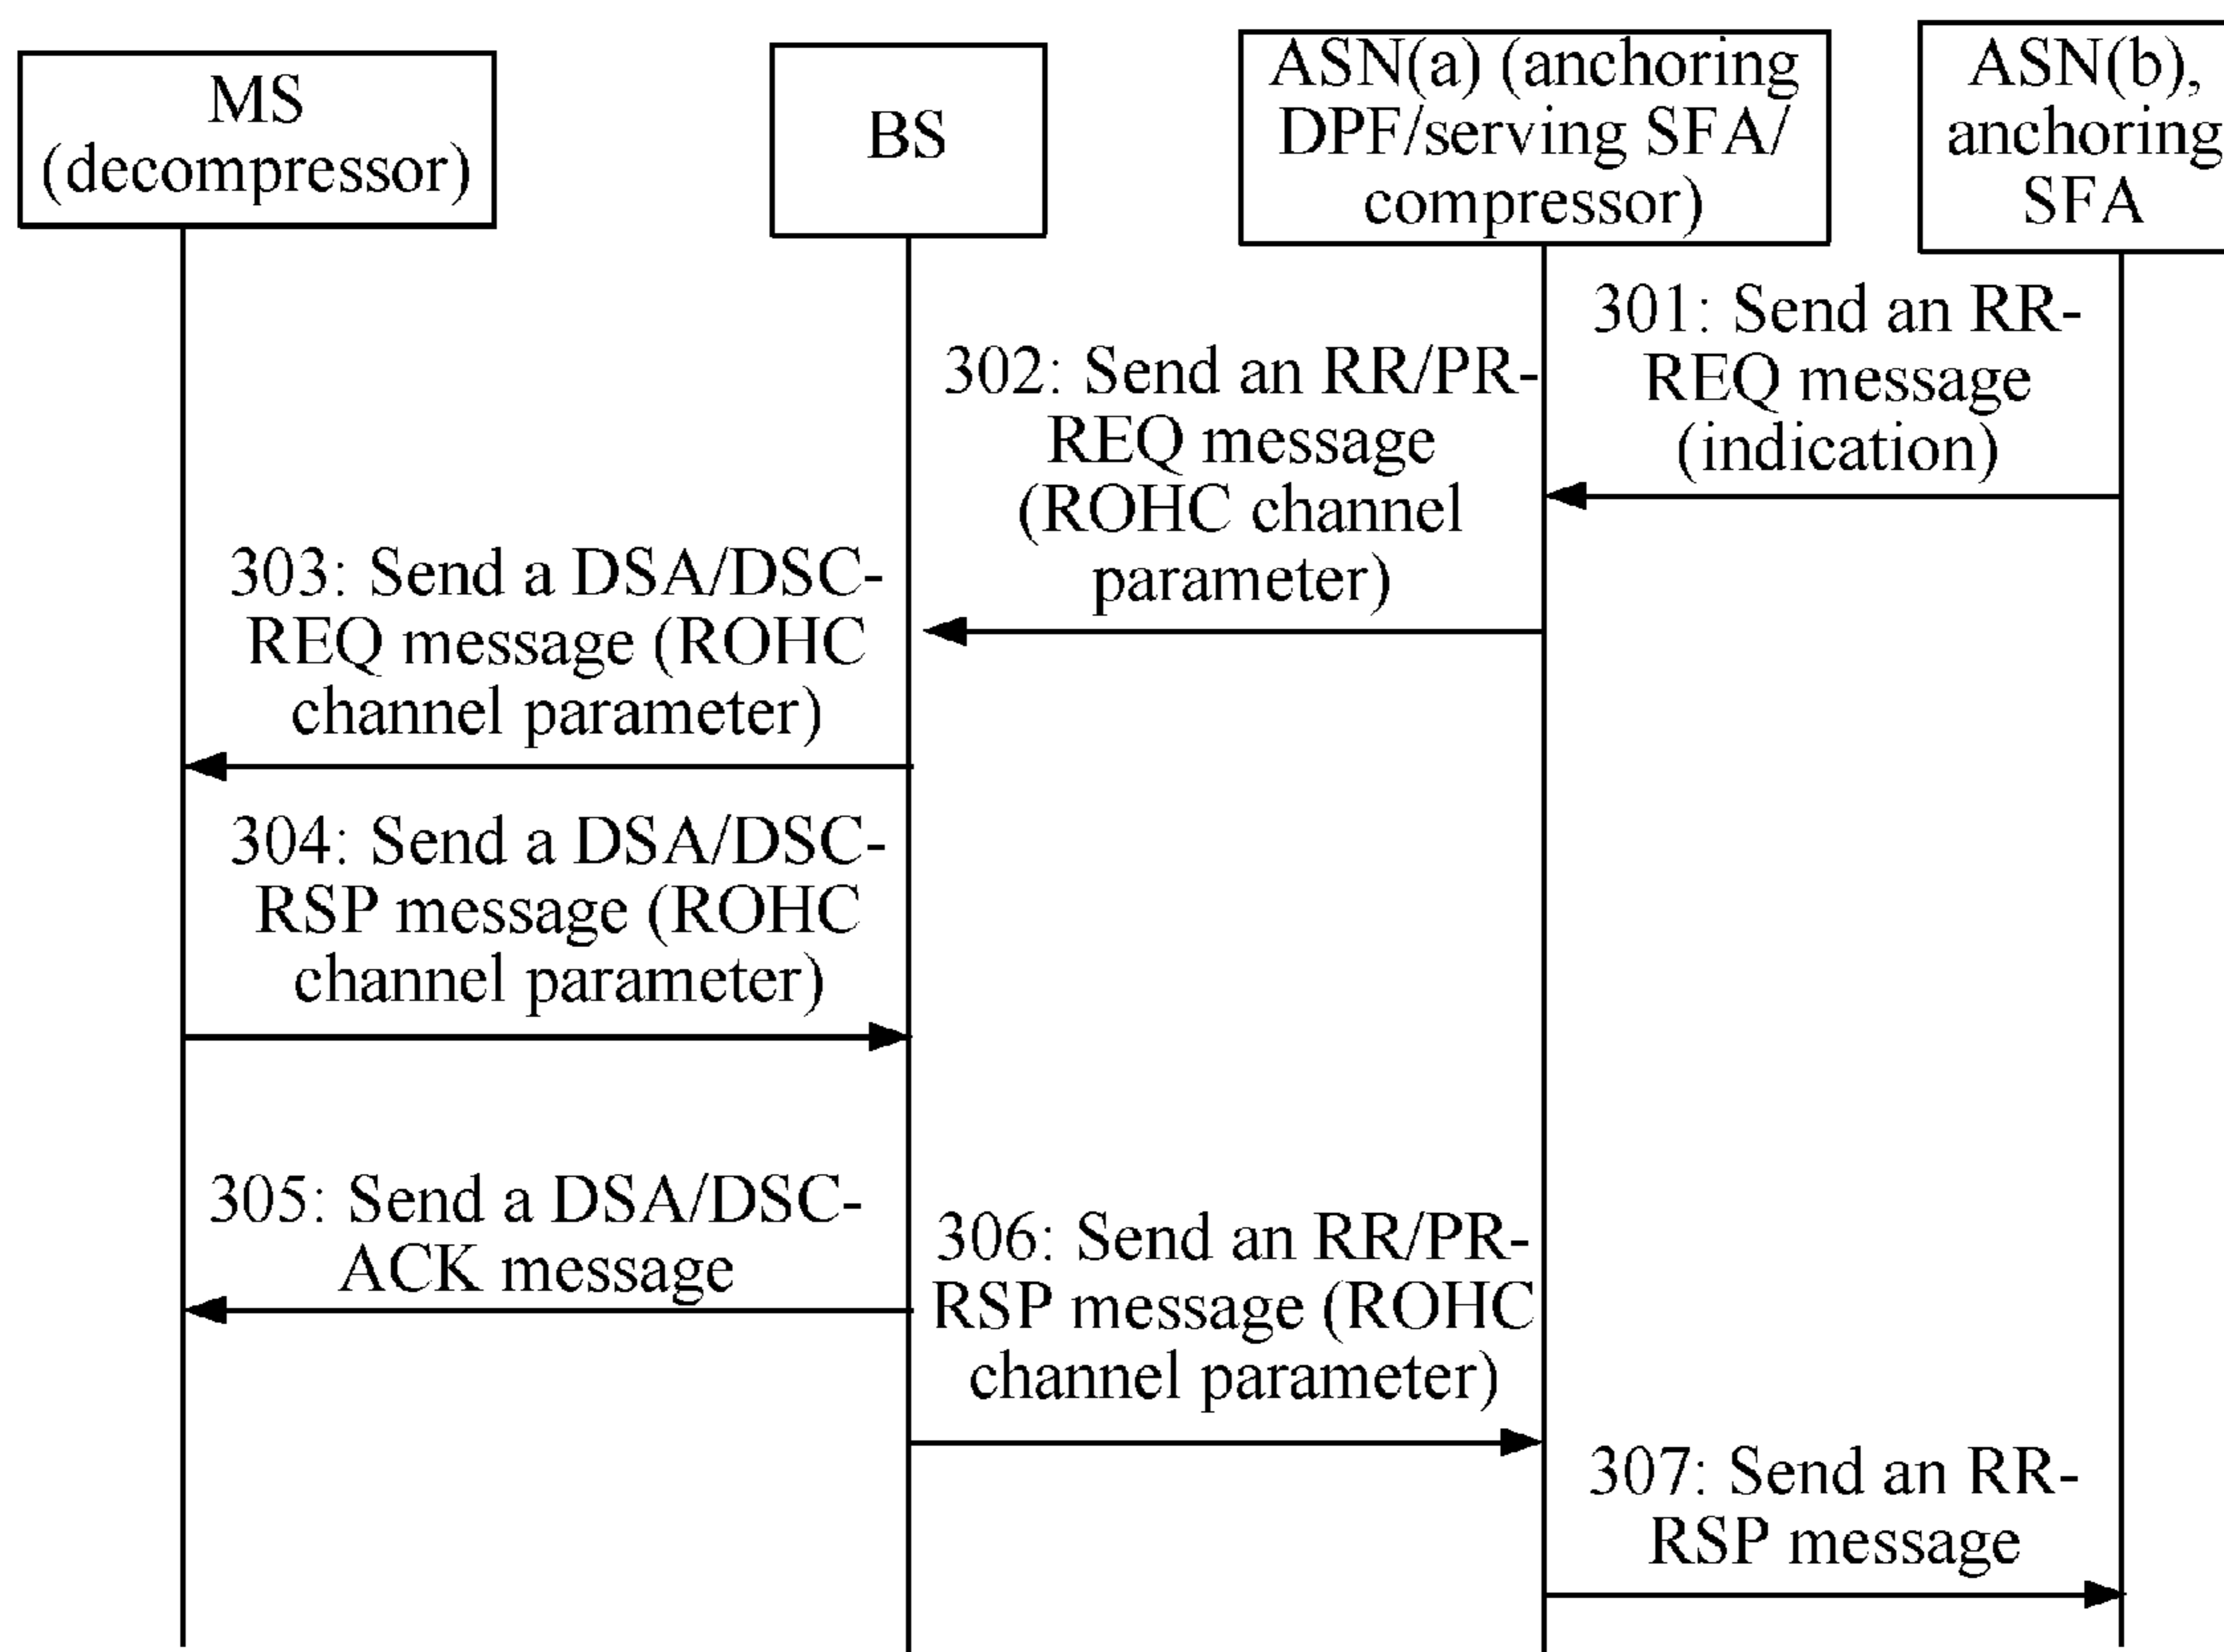 MS
(decompressor)
BS
ASN(a) (anchoring
DPF/serving SFA/
compressor)
ASN(b),
anchoring
SFA
301: Send an RR-
REQ message
(indication)
302: Send an RR/PR-
REQ message
(ROHC channel
parameter)
303: Send a DSA/DSC-
REQ message (ROHC
channel parameter)
304: Send a DSA/DSC-
RSP message (ROHC
channel parameter)
305: Send a DSA/DSC-
ACK message
306: Send an RR/PR-
RSP message (ROHC
channel parameter)
307: Send an RR-
RSP message